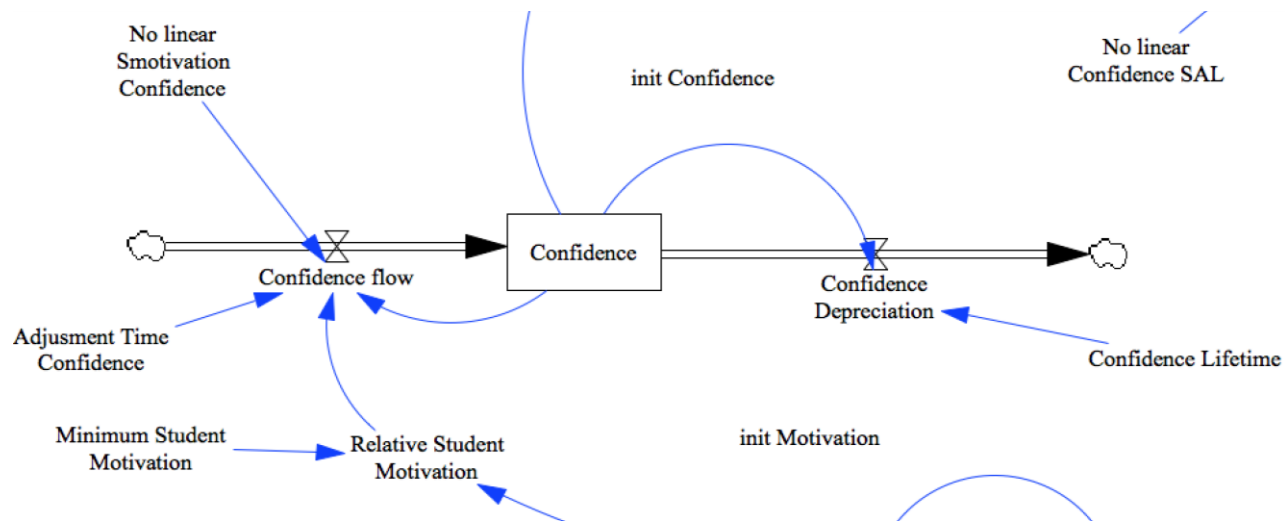 No linear
Smotivation
Confidence
init Confidence
No linear
Confidence SAL
Confidence
Confidence flow
Confidence
Depreciation
Adjusment Time
Confidence
Confidence Lifetime
Minimum Student
Motivation
Relative Student
Motivation
init Motivation